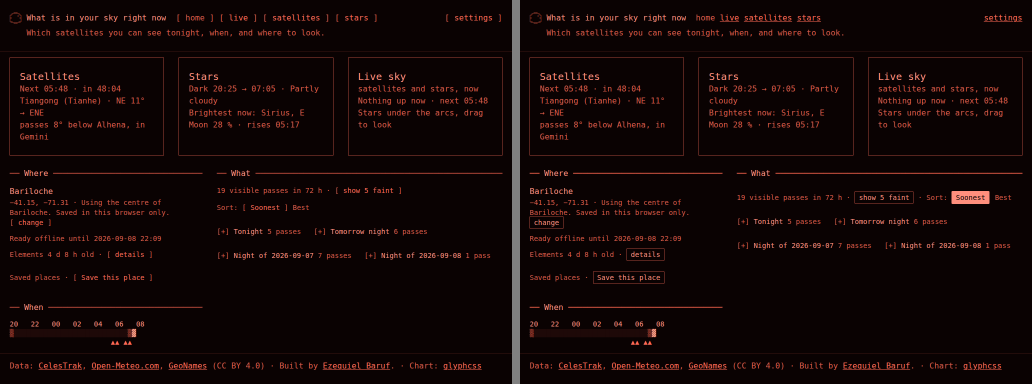 What is in your sky right now [ home ] [ live ] [ satellites ] [ stars ] [ settings ]
Which satellites you can see tonight, when, and where to look.
Satellites
Next 05:48 · in 48:04
Tiangong (Tianhe) · NE 11°
→ ENE
passes 8° below Alhena, in
Gemini
Stars
Dark 20:25 → 07:05 · Partly
cloudy
Brightest now: Sirius, E
Moon 28 % · rises 05:17
Live sky
satellites and stars, now
Nothing up now · next 05:48
Stars under the arcs, drag
to look
Where
Bariloche
−41.15, −71.31 · Using the centre of
Bariloche. Saved in this browser only.
[ change ]
Ready offline until 2026-09-08 22:09
Elements 4 d 8 h old · [ details ]
Saved places · [ Save this place ]
What
19 visible passes in 72 h · [ show 5 faint ]
Sort: [ Soonest ] Best
[+] Tonight 5 passes [+] Tomorrow night 6 passes
[+] Night of 2026-09-07 7 passes [+] Night of 2026-09-08 1 pass
When
20 22 00 02 04 06 08
Data: CelesTrak, Open-Meteo.com, GeoNames (CC BY 4.0) · Built by Ezequiel Baruf. · Chart: glyphcss
What is in your sky right now home live satellites stars settings
Which satellites you can see tonight, when, and where to look.
Satellites
Next 05:48 · in 48:04
Tiangong (Tianhe) · NE 11°
→ ENE
passes 8° below Alhena, in
Gemini
Stars
Dark 20:25 → 07:05 · Partly
cloudy
Brightest now: Sirius, E
Moon 28 % · rises 05:17
Live sky
satellites and stars, now
Nothing up now · next 05:48
Stars under the arcs, drag
to look
Where
Bariloche
−41.15, −71.31 · Using the centre of
Bariloche. Saved in this browser only.
change
Ready offline until 2026-09-08 22:09
Elements 4 d 8 h old · details
Saved places · Save this place
What
19 visible passes in 72 h · show 5 faint · Sort: Soonest Best
[+] Tonight 5 passes [+] Tomorrow night 6 passes
[+] Night of 2026-09-07 7 passes [+] Night of 2026-09-08 1 pass
When
20 22 00 02 04 06 08
Data: CelesTrak, Open-Meteo.com, GeoNames (CC BY 4.0) · Built by Ezequiel Baruf. · Chart: glyphcss